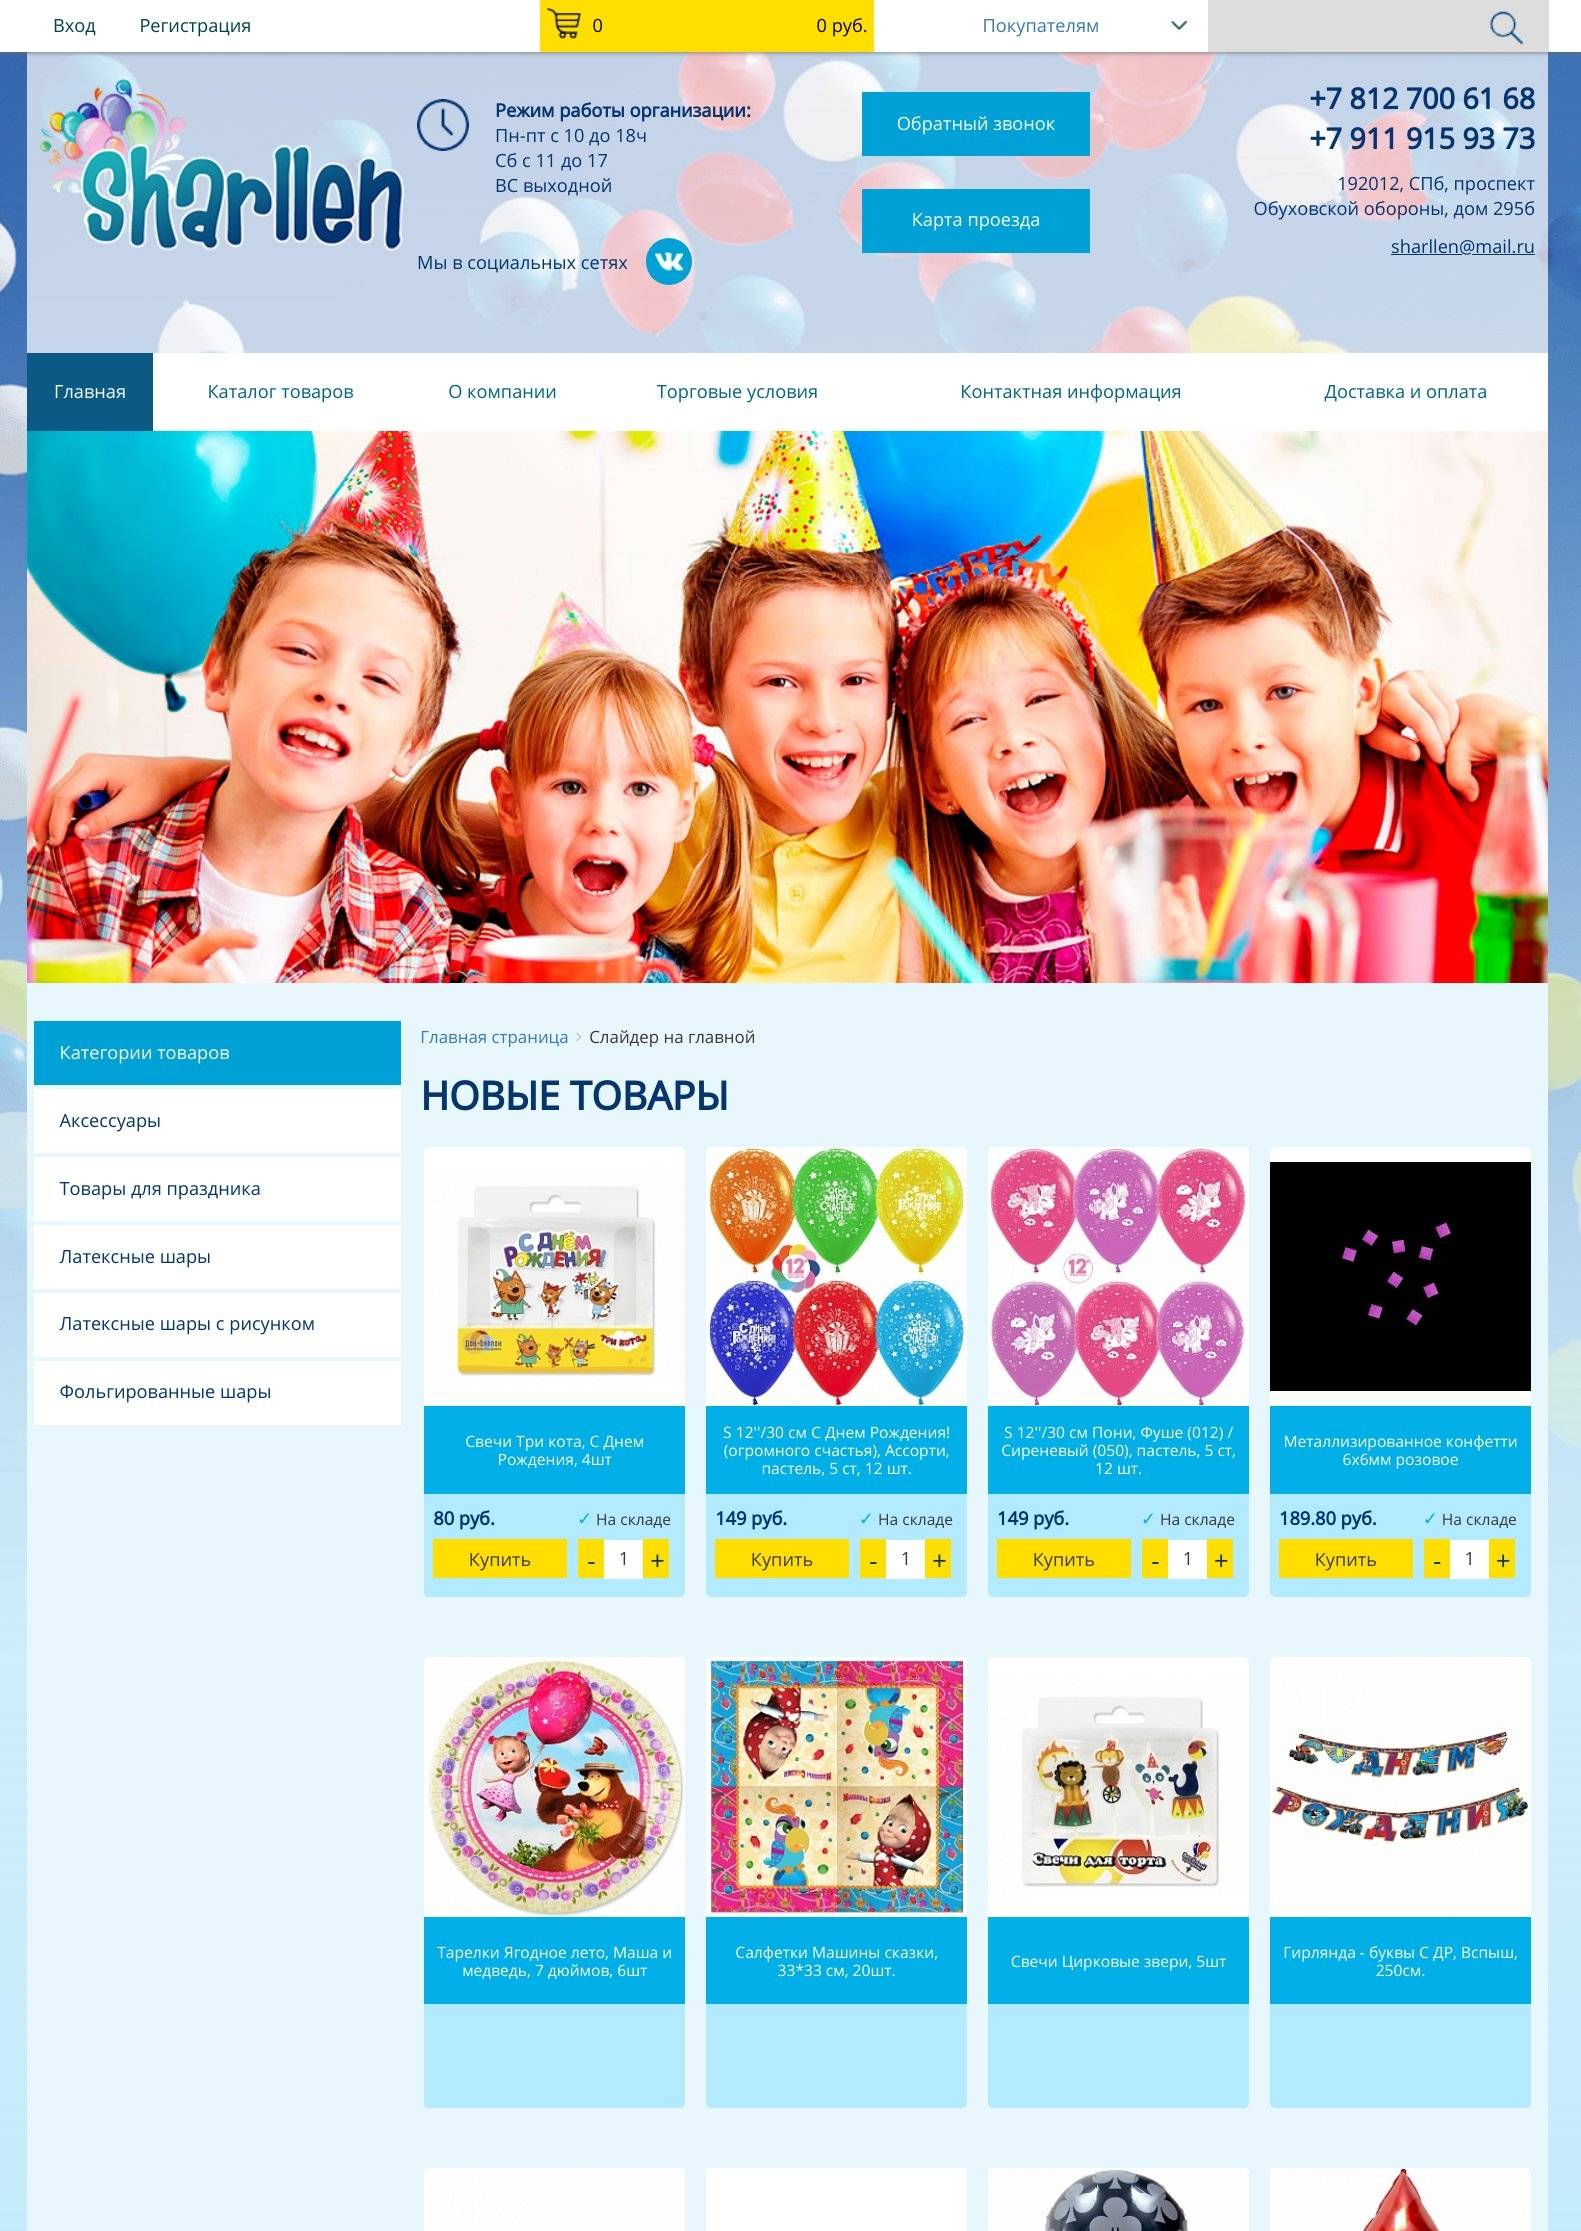 Вход
Регистрация
0
0 руб.
Покупателям
sharllen
Режим работы организации:
Пн-пт с 10 до 18ч
Сб с 11 до 17
ВС выходной
Мы в социальных сетях
Обратный звонок
Карта проезда
+7 812 700 61 68
+7 911 915 93 73
192012, СПб, проспект
Обуховской обороны, дом 295б
sharllen@mail.ru
Главная
Каталог товаров
О компании
Торговые условия
Контактная информация
Доставка и оплата
Категории товаров
Аксессуары
Товары для праздника
Латексные шары
Латексные шары с рисунком
Фольгированные шары
Главная страница › Слайдер на главной
НОВЫЕ ТОВАРЫ
С Днём
Рождения!
Три кота
12"
12"
Свечи Три кота, С Днем
Рождения, 4шт
80 руб.
✓ На складе
Купить
- 1 +
S 12''/30 см С Днем Рождения!
(огромного счастья), Ассорти,
пастель, 5 ст, 12 шт.
149 руб.
✓ На складе
Купить
- 1 +
S 12''/30 см Пони, Фуше (012) /
Сиреневый (050), пастель, 5 ст,
12 шт.
149 руб.
✓ На складе
Купить
- 1 +
Металлизированное конфетти
6х6мм розовое
189.80 руб.
✓ На складе
Купить
- 1 +
Свечи для торта
С ДНЕМ
РОЖДЕНИЯ
Тарелки Ягодное лето, Маша и
медведь, 7 дюймов, 6шт
Салфетки Машины сказки,
33*33 см, 20шт.
Свечи Цирковые звери, 5шт
Гирлянда - буквы С ДР, Вспыш,
250см.